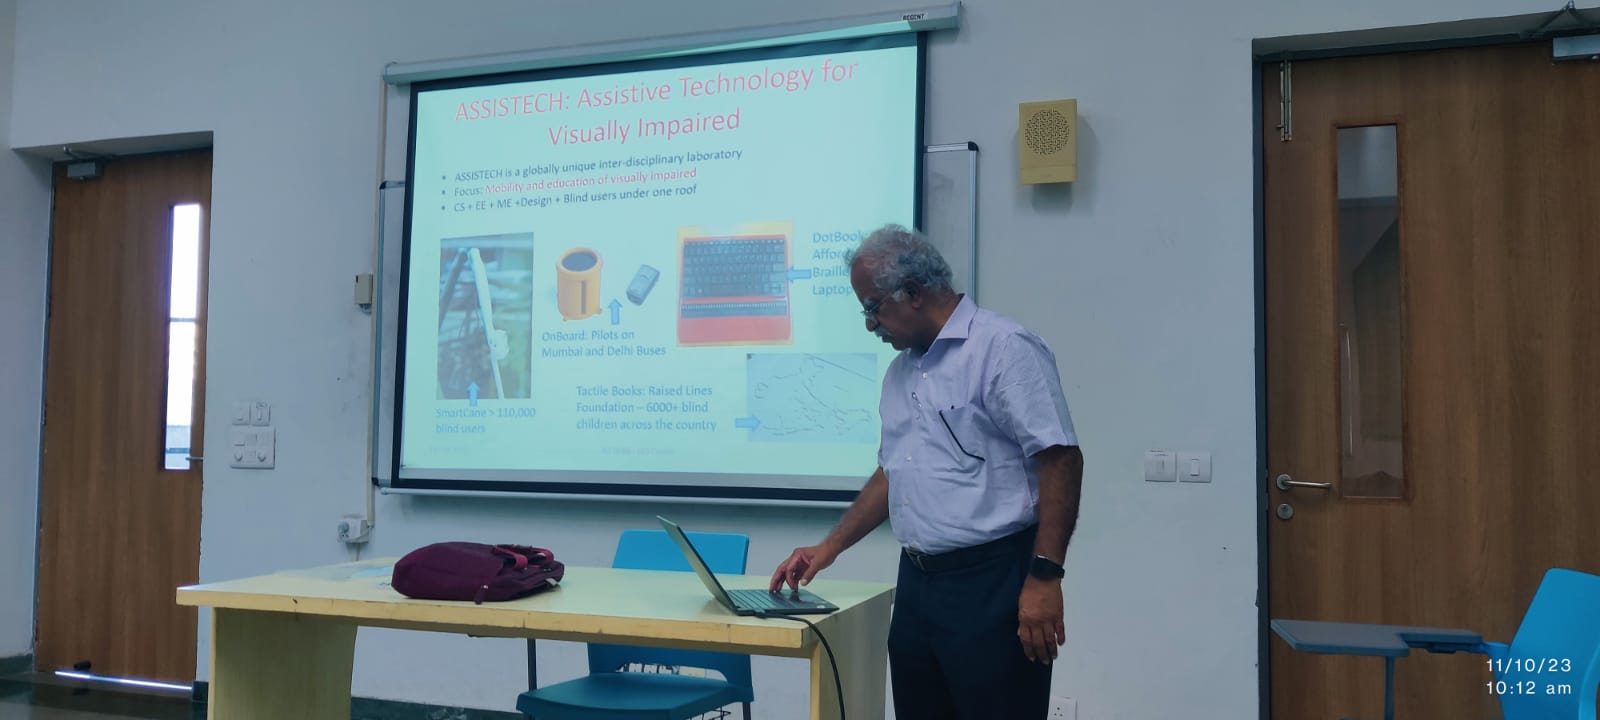 REGENT
ASSISTECH: Assistive Technology for
Visually Impaired
• ASSISTECH is a globally unique inter-disciplinary laboratory
• Focus: Mobility and education of visually impaired
• CS + EE + ME +Design + Blind users under one roof
DotBook
Braille
Laptop
OnBoard: Pilots on
Mumbai and Delhi Buses
Tactile Books: Raised Lines
Foundation – 6000+ blind
children across the country
SmartCane > 110,000
blind users
11/10/23
10:12 am